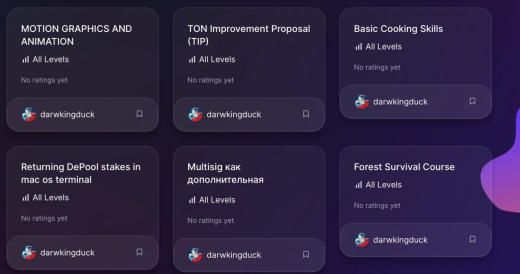 MOTION GRAPHICS AND
ANIMATION
All Levels
No ratings yet
darwkingduck
TON Improvement Proposal
(TIP)
All Levels
No ratings yet
darwkingduck
Basic Cooking Skills
All Levels
No ratings yet
darwkingduck
Returning DePool stakes in
mac os terminal
All Levels
No ratings yet
darwkingduck
Multisig как
дополнительная
All Levels
No ratings yet
darwkingduck
Forest Survival Course
All Levels
No ratings yet
darwkingduck